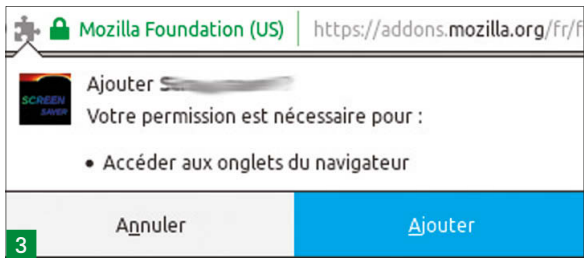 Mozilla Foundation (US) https://addons.mozilla.org/fr/f
Ajouter
SCREEN
SAVER
Votre permission est nécessaire pour :
• Accéder aux onglets du navigateur
Annuler Ajouter
3